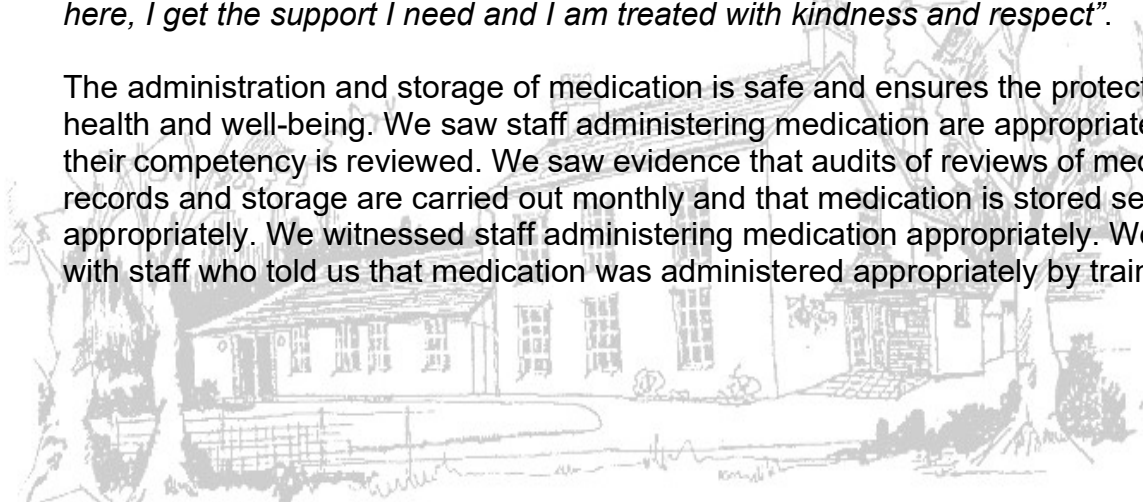 here, I get the support I need and I am treated with kindness and respect”.
The administration and storage of medication is safe and ensures the protect
health and well-being. We saw staff administering medication are appropriate
their competency is reviewed. We saw evidence that audits of reviews of med
records and storage are carried out monthly and that medication is stored se
appropriately. We witnessed staff administering medication appropriately. We
with staff who told us that medication was administered appropriately by train